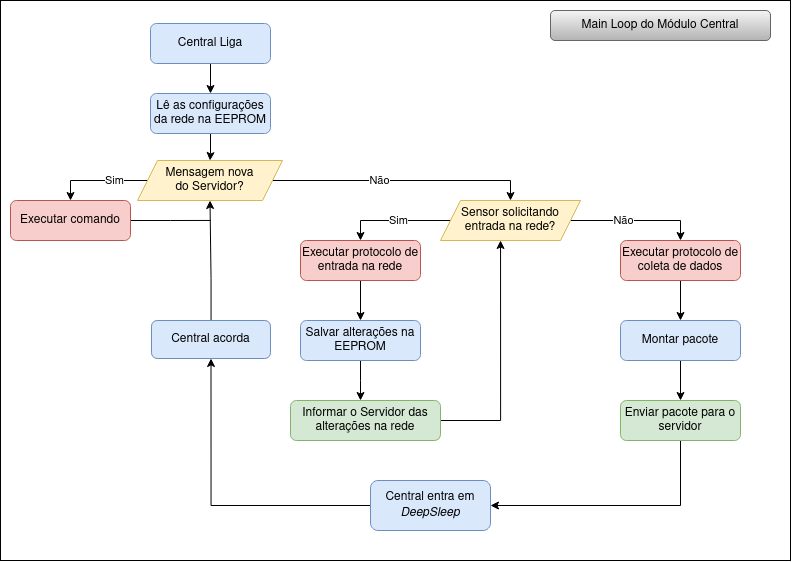 Main Loop do Módulo Central
Central Liga
Lê as configurações
da rede na EEPROM
Mensagem nova
do Servidor?
Sim
Não
Executar comando
Sensor solicitando
entrada na rede?
Sim
Não
Executar protocolo de
entrada na rede
Executar protocolo de
coleta de dados
Central acorda
Salvar alterações na
EEPROM
Montar pacote
Informar o Servidor das
alterações na rede
Enviar pacote para o
servidor
Central entra em
DeepSleep